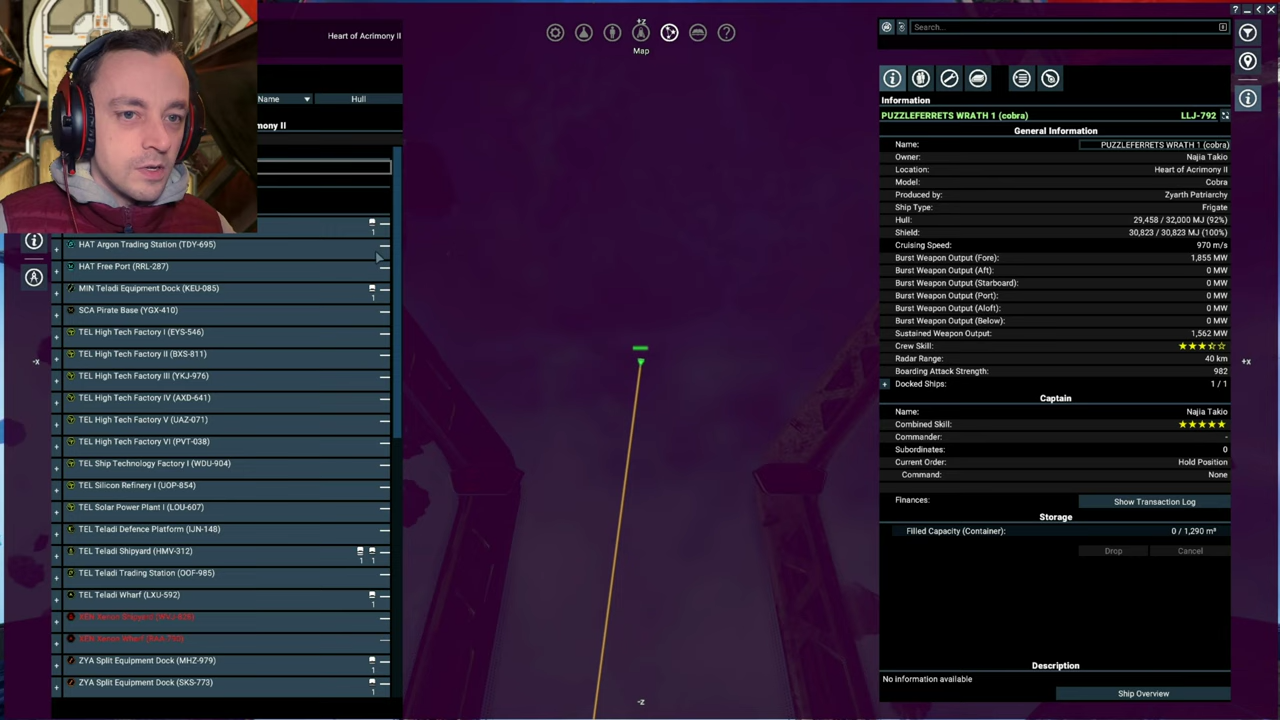 Heart of Acrimony II
Name
Hull
mony II
1
HAT Argon Trading Station (TDY-695)
HAT Free Port (RRL-287)
MIN Teladi Equipment Dock (KEU-085)
1
SCA Pirate Base (YGX-410)
TEL High Tech Factory I (EYS-546)
TEL High Tech Factory II (BXS-811)
TEL High Tech Factory III (YKJ-976)
TEL High Tech Factory IV (AXD-641)
TEL High Tech Factory V (UAZ-071)
TEL High Tech Factory VI (PVT-038)
TEL Ship Technology Factory I (WDU-904)
TEL Silicon Refinery I (UOP-854)
TEL Solar Power Plant I (LOU-607)
TEL Teladi Defence Platform (IJN-148)
TEL Teladi Shipyard (HMV-312)
1 1
TEL Teladi Trading Station (OOF-985)
TEL Teladi Wharf (LXU-592)
1
XEN Xenon Shipyard
XEN Xenon Wharf
ZYA Split Equipment Dock (MHZ-979)
1
ZYA Split Equipment Dock (SKS-773)
1
+z
Map
-x
+x
-z
Search...
Information
PUZZLEFERRETS WRATH 1 (cobra) LLJ-792
General Information
Name: PUZZLEFERRETS WRATH 1 (cobra)
Owner: Najia Takio
Location: Heart of Acrimony II
Model: Cobra
Produced by: Zyarth Patriarchy
Ship Type: Frigate
Hull: 29,458 / 32,000 MJ (92%)
Shield: 30,823 / 30,823 MJ (100%)
Cruising Speed: 970 m/s
Burst Weapon Output (Fore): 1,855 MW
Burst Weapon Output (Aft): 0 MW
Burst Weapon Output (Starboard): 0 MW
Burst Weapon Output (Port): 0 MW
Burst Weapon Output (Aloft): 0 MW
Burst Weapon Output (Below): 0 MW
Sustained Weapon Output: 1,562 MW
Crew Skill:
Radar Range: 40 km
Boarding Attack Strength: 982
Docked Ships: 1 / 1
Captain
Name: Najia Takio
Combined Skill:
Commander: -
Subordinates: 0
Current Order: Hold Position
Command: None
Finances: Show Transaction Log
Storage
Filled Capacity (Container): 0 / 1,290 m³
Drop Cancel
Description
No information available
Ship Overview